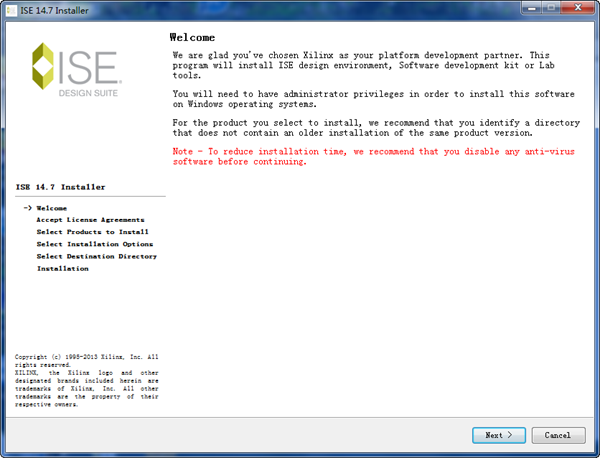 ISE 14.7 Installer
ISE®
DESIGN SUITE
Welcome
We are glad you've chosen Xilinx as your platform development partner. This
program will install ISE design environment, Software development kit or Lab
tools.
You will need to have administrator privileges in order to install this software
on Windows operating systems.
For the product you select to install, we recommend that you identify a directory
that does not contain an older installation of the same product version.
Note - To reduce installation time, we recommend that you disable any anti-virus
software before continuing.
ISE 14.7 Installer
-> Welcome
Accept License Agreements
Select Products to Install
Select Installation Options
Select Destination Directory
Installation
Copyright (c) 1995-2013 Xilinx, Inc. All
rights reserved.
XILINX, the Xilinx logo and other
designated brands included herein are
trademarks of Xilinx, Inc. All other
trademarks are the property of their
respective owners.
Next >
Cancel